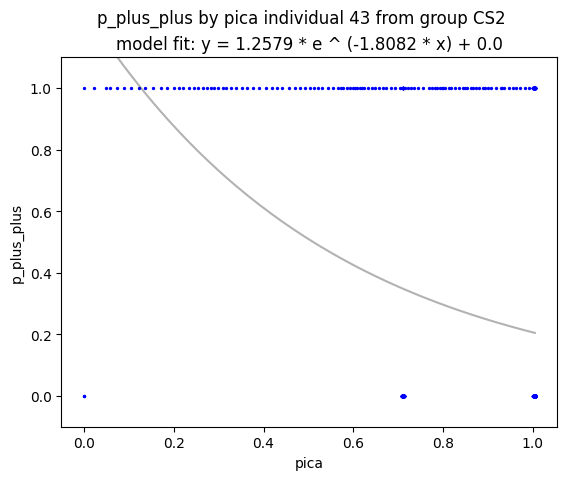 p_plus_plus by pica individual 43 from group CS2
model fit: y = 1.2579 * e ^ (-1.8082 * x) + 0.0
1.0
0.8
0.6
0.4
0.2
0.0
p_plus_plus
0.0 0.2 0.4 0.6 0.8 1.0
pica